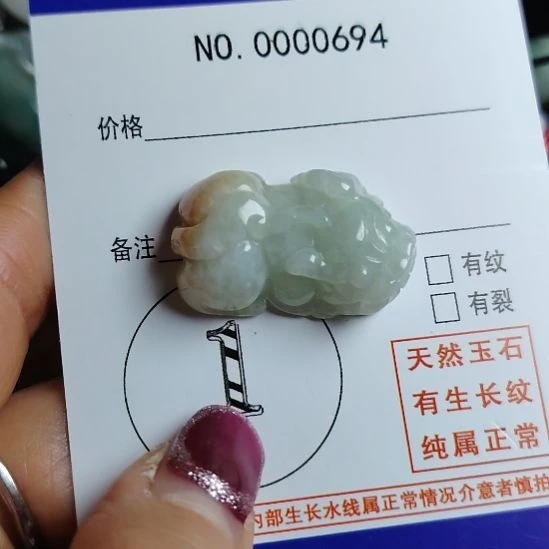 NO. 0000694
价格
备注
有纹
有裂
1
天然玉石
有生长纹
纯属正常
内部生长水线属正常情况介意者慎拍